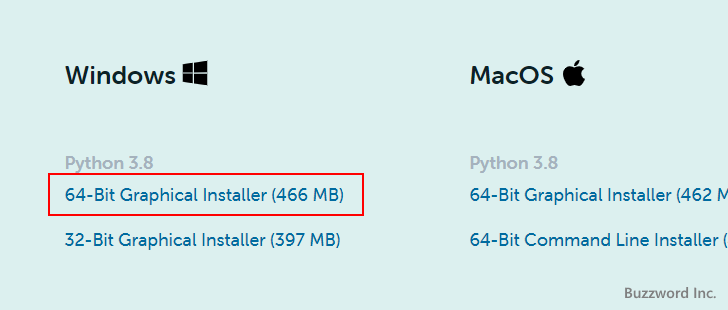 Windows
MacOS
Python 3.8
Python 3.8
64-Bit Graphical Installer (466 MB)
64-Bit Graphical Installer (462 M
32-Bit Graphical Installer (397 MB)
64-Bit Command Line Installer (
Buzzword Inc.